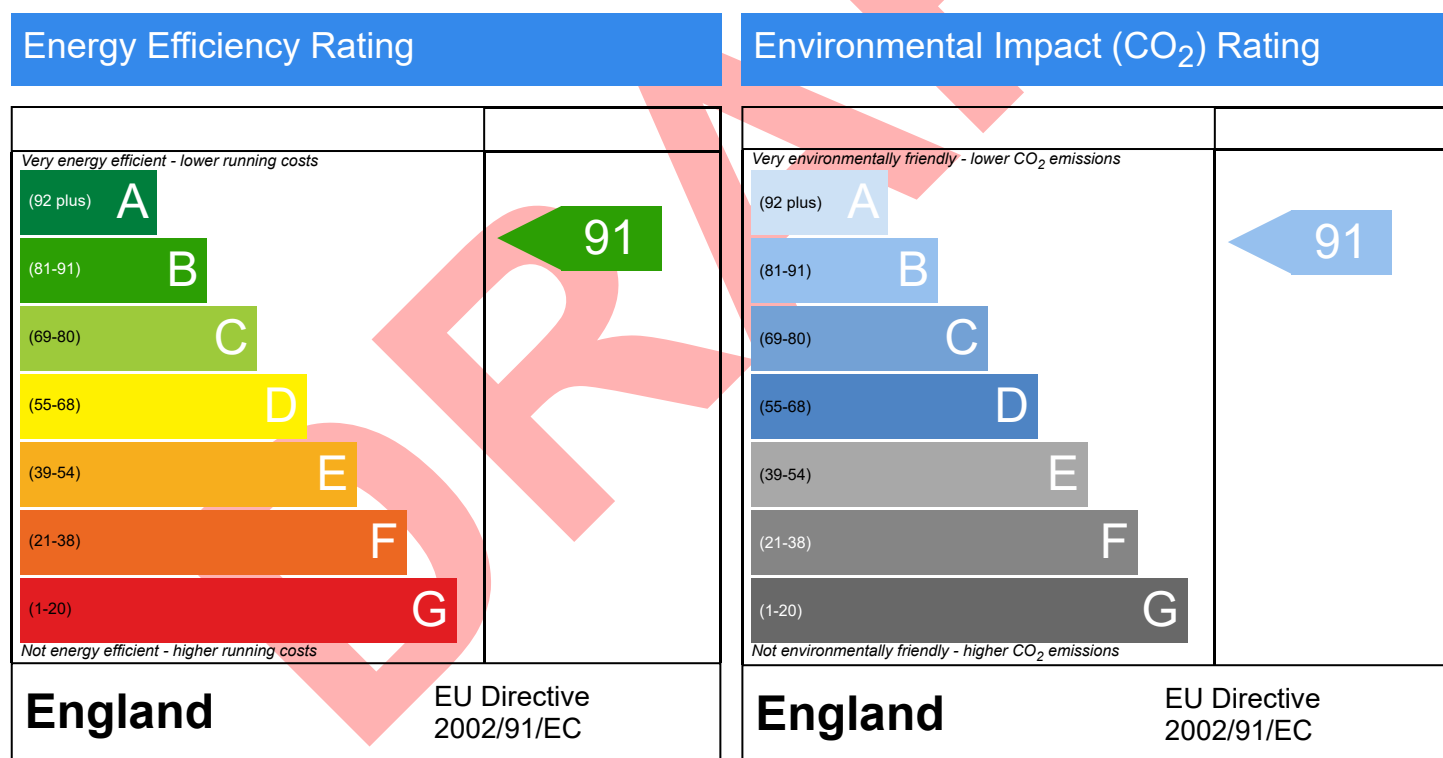 Energy Efficiency Rating
Very energy efficient - lower running costs
(92 plus) A
(81-91) B
(69-80) C
(55-68) D
(39-54) E
(21-38) F
(1-20) G
Not energy efficient - higher running costs
91
England
EU Directive
2002/91/EC
Environmental Impact (CO₂) Rating
Very environmentally friendly - lower CO₂ emissions
(92 plus) A
(81-91) B
(69-80) C
(55-68) D
(39-54) E
(21-38) F
(1-20) G
Not environmentally friendly - higher CO₂ emissions
91
England
EU Directive
2002/91/EC